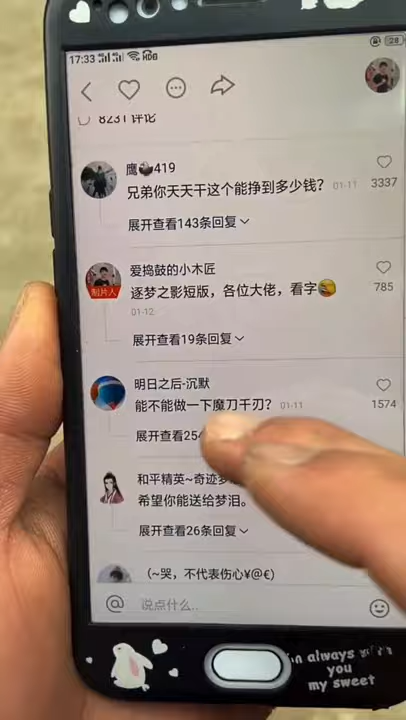 17:33
HDB
28
8231 评论
鹰419
兄弟你天天干这个能挣到多少钱? 01-11
3337
展开查看143条回复
爱捣鼓的小木匠
制片人
逐梦之影短版，各位大佬，看字
785
01-12
展开查看19条回复
明日之后-沉默
能不能做一下魔刀千刃? 01-11
1574
展开查看254
和平精英~奇迹
希望你能送给梦泪。
展开查看26条回复
(~哭，不代表伤心¥@€)
@ 说点什么..
always
you
my sweet